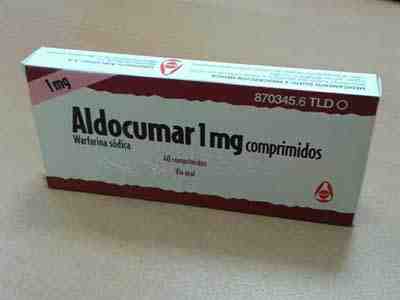 1 mg
870345.6 TLD O
Aldocumar 1 mg comprimidos
Warfarina sódica
40 comprimidos
Vía oral